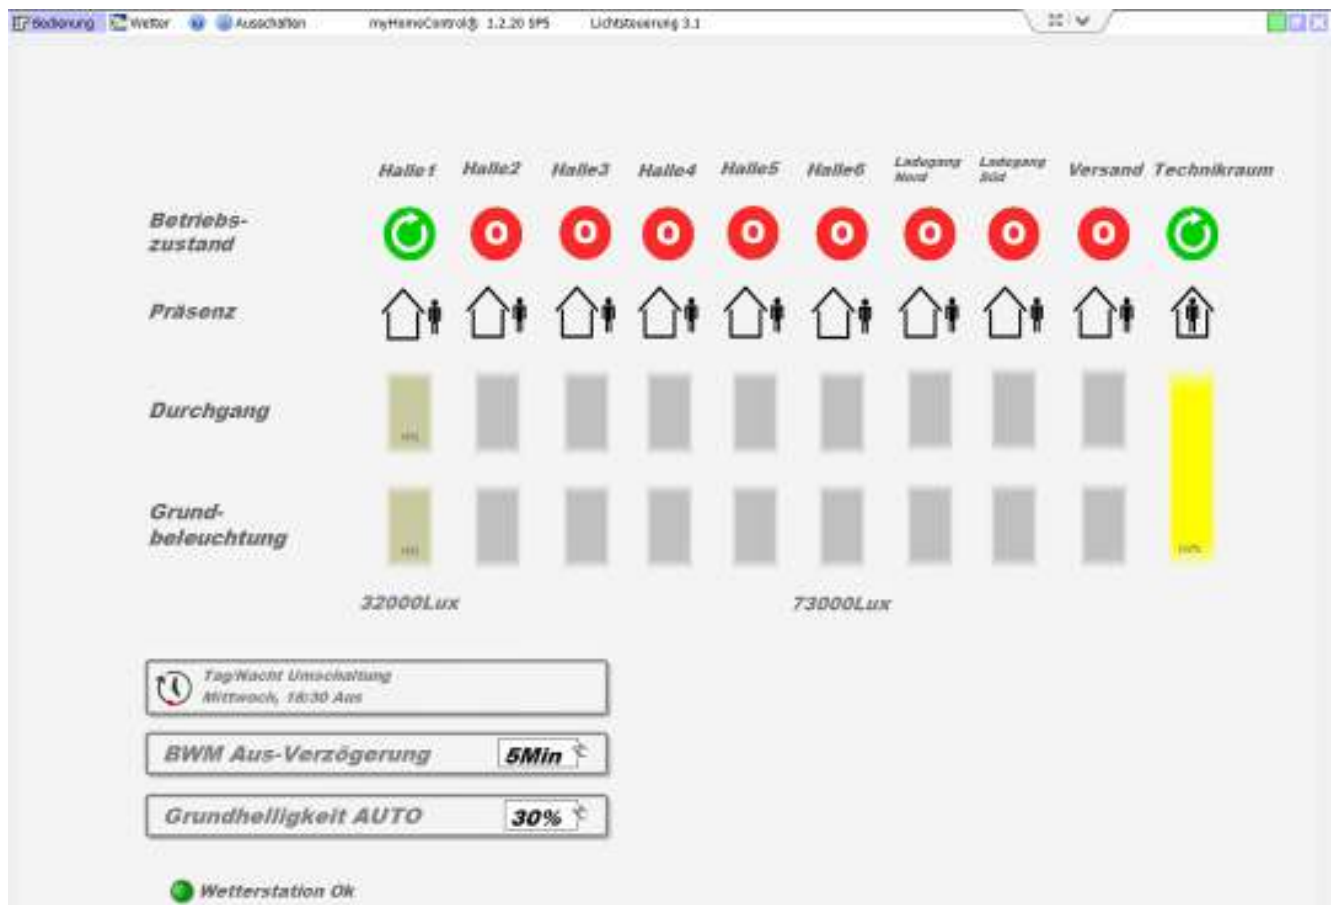 Bedienung Wetter Ausschalten myHomeControl® 1.2.20 SP5 Lichtsteuerung 3.1
Halle1 Halle2 Halle3 Halle4 Halle5 Halle6 Ladegang Nord Ladegang Süd Versand Technikraum
Betriebs-
zustand
O O O O O O O O
Präsenz
Durchgang
Grund-
beleuchtung
32000Lux 73000Lux
Tag/Nacht Umschaltung
Mittwoch, 18:30 Aus
BWM Aus-Verzögerung 5Min
Grundhelligkeit AUTO 30%
Wetterstation Ok